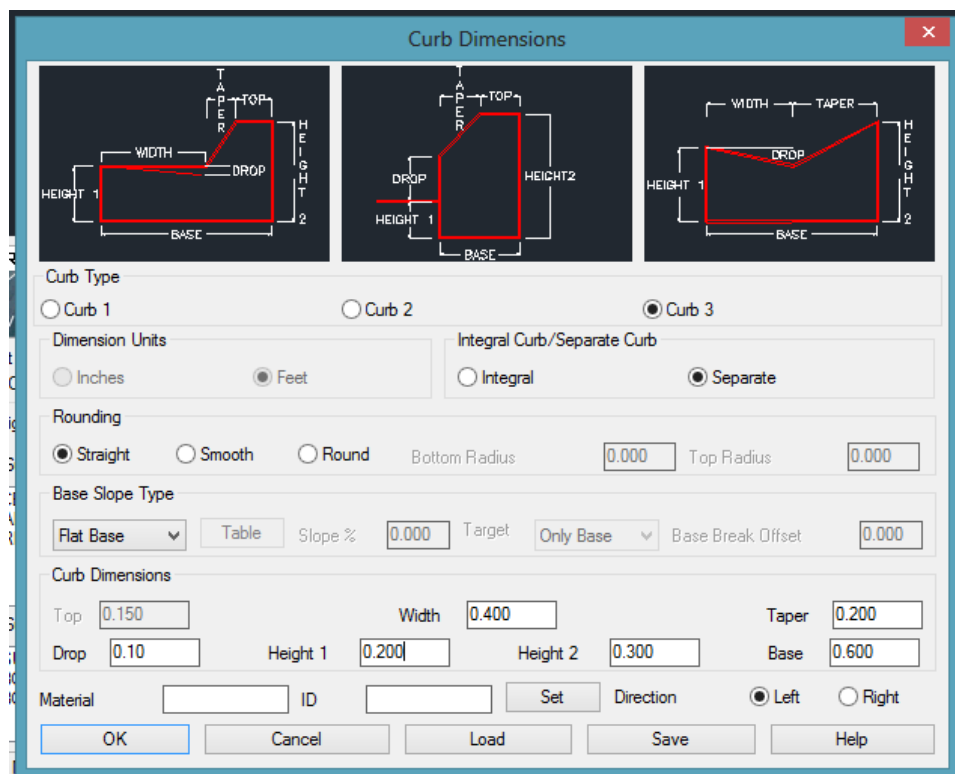 Curb Dimensions
TAPER TOP WIDTH DROP HEIGHT 1 HEIGHT 2 BASE
TAPER TOP DROP HEIGHT 1 HEIGHT2 BASE
WIDTH TAPER DROP HEIGHT 1 HEIGHT 2 BASE
Curb Type
Curb 1 Curb 2 Curb 3
Dimension Units Integral Curb/Separate Curb
Inches Feet Integral Separate
Rounding
Straight Smooth Round Bottom Radius 0.000 Top Radius 0.000
Base Slope Type
Flat Base Table Slope % 0.000 Target Only Base Base Break Offset 0.000
Curb Dimensions
Top 0.150 Width 0.400 Taper 0.200
Drop 0.10 Height 1 0.200 Height 2 0.300 Base 0.600
Material ID Set Direction Left Right
OK Cancel Load Save Help